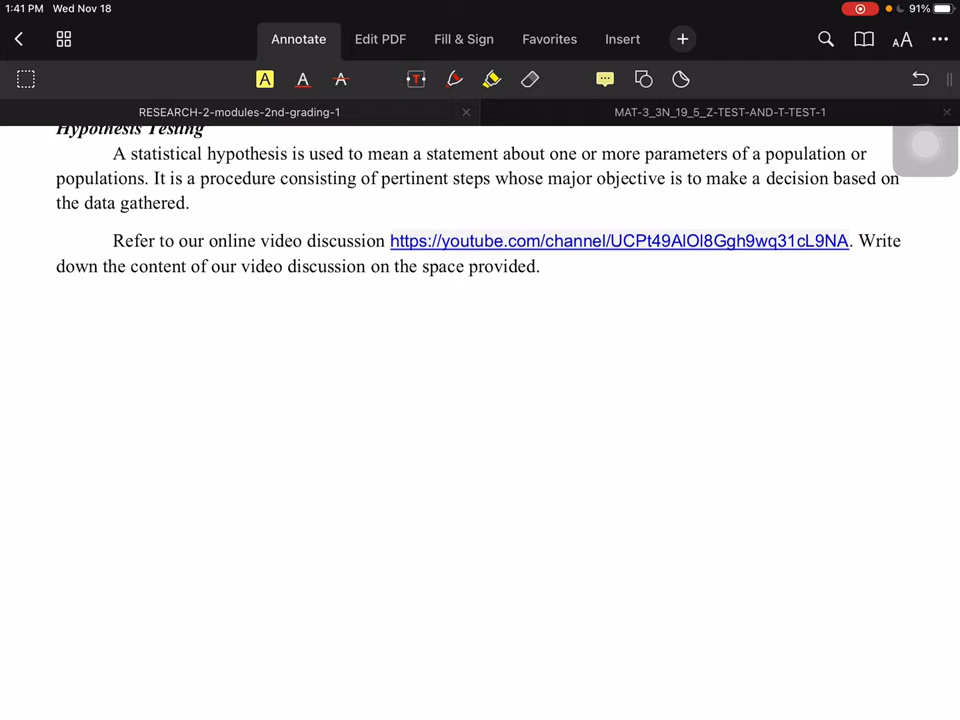 1:41 PM Wed Nov 18
91%
Annotate
Edit PDF
Fill & Sign
Favorites
Insert
AA
A
A
A
T
RESEARCH-2-modules-2nd-grading-1
MAT-3_3N_19_5_Z-TEST-AND-T-TEST-1
Hypothesis Testing
A statistical hypothesis is used to mean a statement about one or more parameters of a population or
populations. It is a procedure consisting of pertinent steps whose major objective is to make a decision based on
the data gathered.
Refer to our online video discussion https://youtube.com/channel/UCPt49AlOl8Ggh9wq31cL9NA. Write
down the content of our video discussion on the space provided.